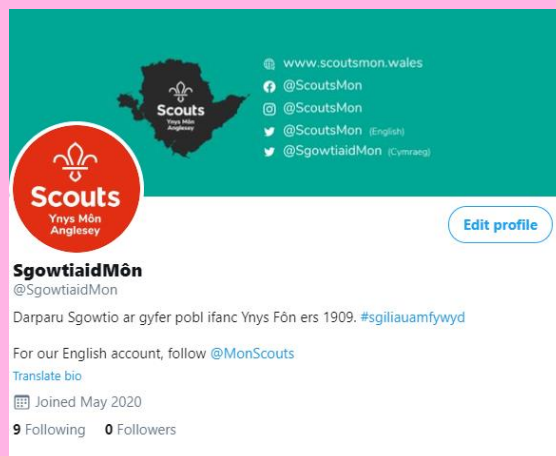 www.scoutsmon.wales
@ScoutsMon
@ScoutsMon
@ScoutsMon (English)
@SgowtiaidMon (Cymraeg)
Scouts
Ynys Môn
Anglesey
Scouts
Ynys Môn
Anglesey
Edit profile
SgowtiaidMôn
@SgowtiaidMon
Darparu Sgowtio ar gyfer pobl ifanc Ynys Fôn ers 1909. #sgiliauamfywyd
For our English account, follow @MonScouts
Translate bio
Joined May 2020
9 Following 0 Followers